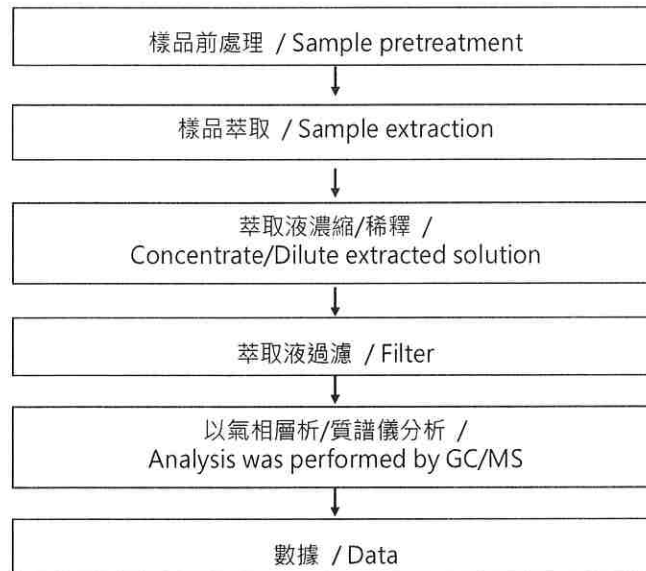 樣品前處理 / Sample pretreatment
樣品萃取 / Sample extraction
萃取液濃縮/稀釋 /
Concentrate/Dilute extracted solution
萃取液過濾 / Filter
以氣相層析/質譜儀分析 /
Analysis was performed by GC/MS
數據 / Data